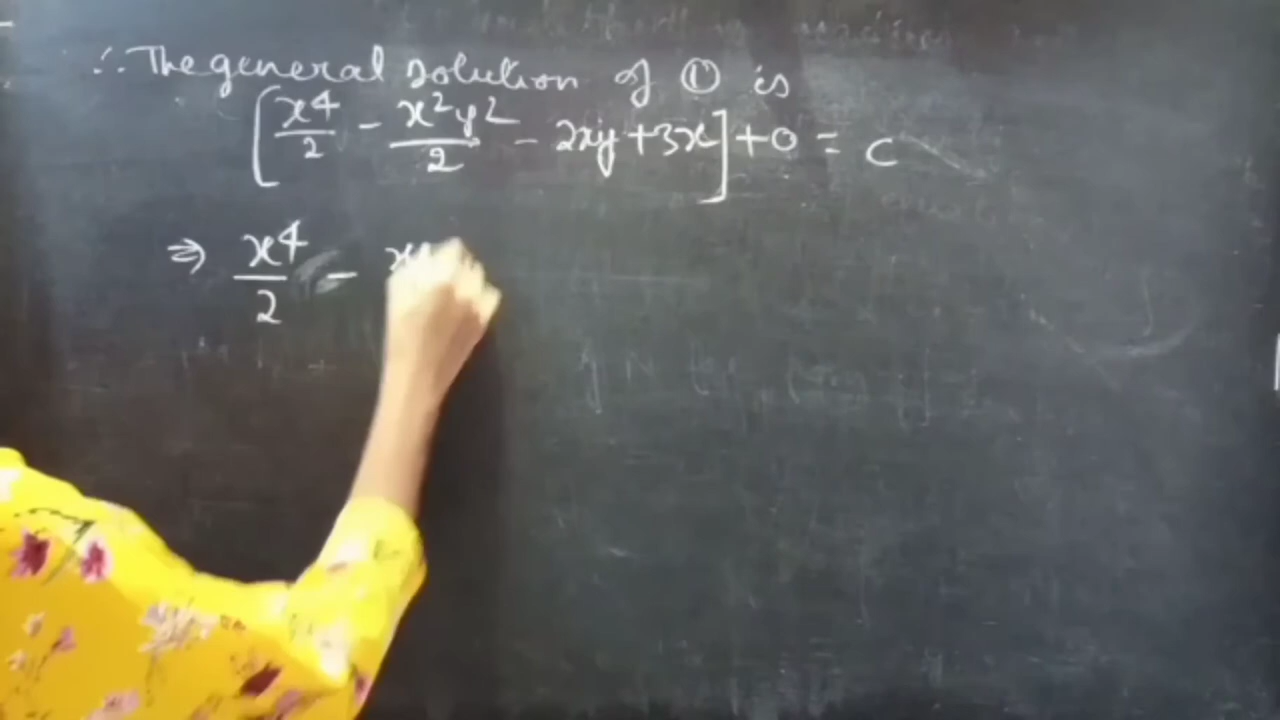 ∴ The general solution of ① is
[x⁴/2 - x²y²/2 - 2xy + 3x] + 0 = c
⇒ x⁴/2 -